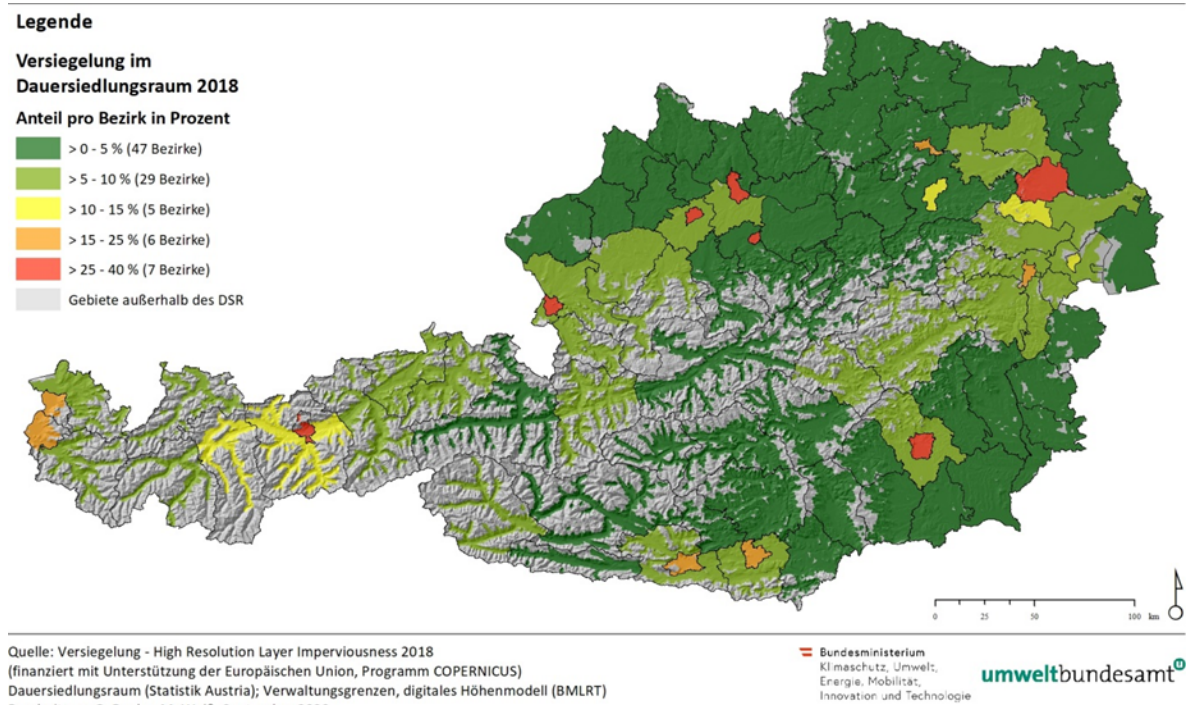 Legende
Versiegelung im
Dauersiedlungsraum 2018
Anteil pro Bezirk in Prozent
> 0 - 5 % (47 Bezirke)
> 5 - 10 % (29 Bezirke)
> 10 - 15 % (5 Bezirke)
> 15 - 25 % (6 Bezirke)
> 25 - 40 % (7 Bezirke)
Gebiete außerhalb des DSR
0 25 50 100 km
Quelle: Versiegelung - High Resolution Layer Imperviousness 2018
(finanziert mit Unterstützung der Europäischen Union, Programm COPERNICUS)
Dauersiedlungsraum (Statistik Austria); Verwaltungsgrenzen, digitales Höhenmodell (BMLRT)
Bundesministerium
Klimaschutz, Umwelt,
Energie, Mobilität,
Innovation und Technologie
umweltbundesamt